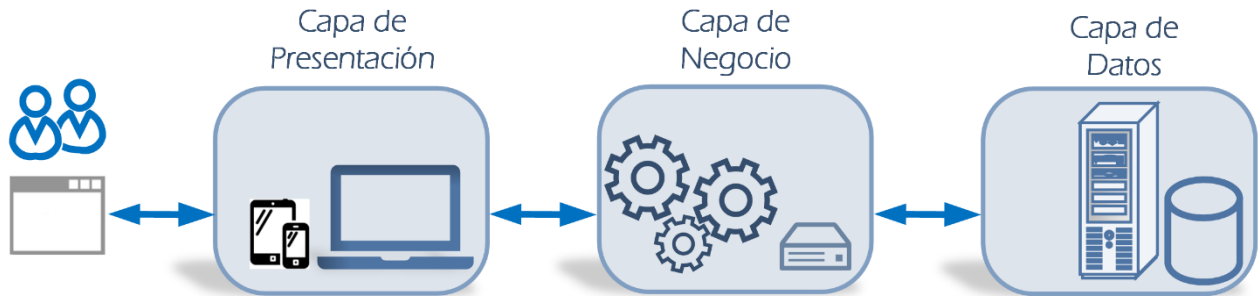 Capa de
Presentación
Capa de
Negocio
Capa de
Datos